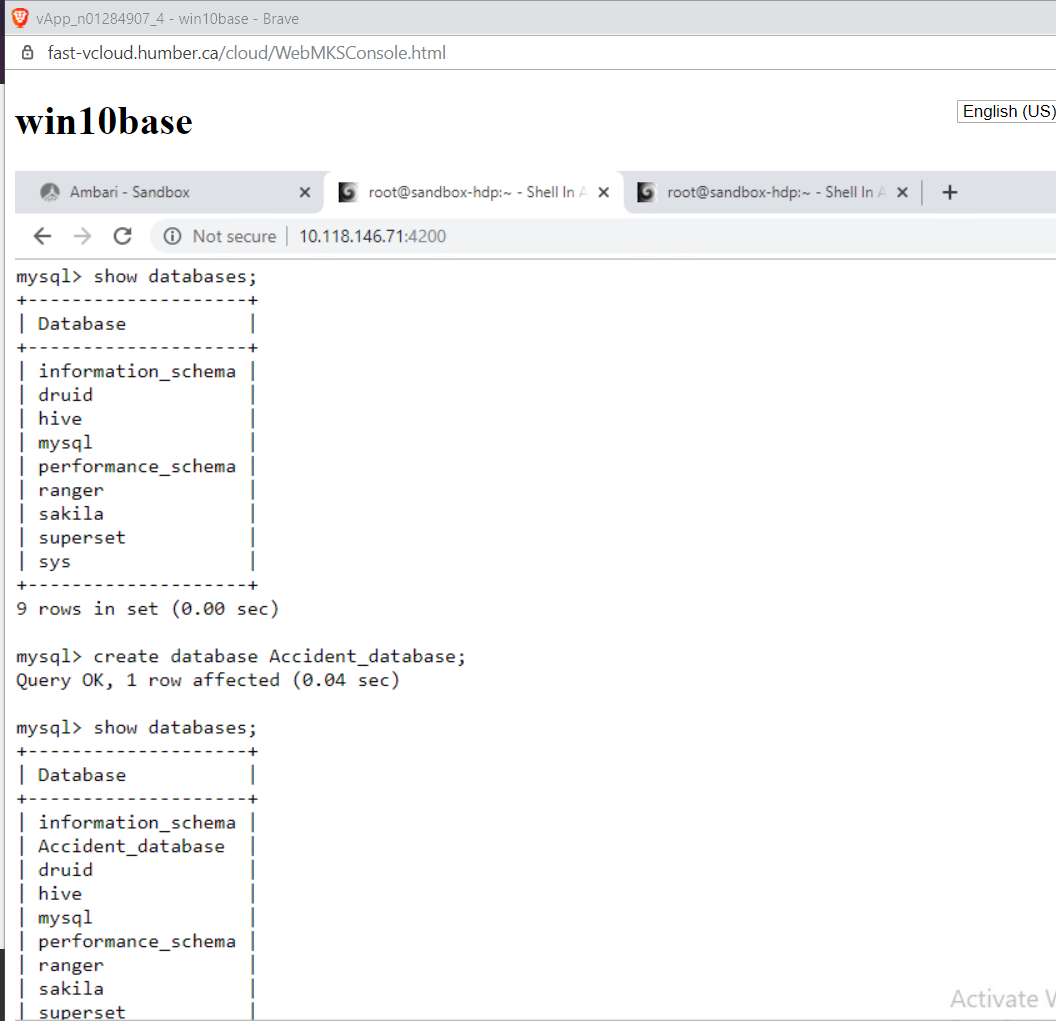 vApp_n01284907_4 - win10base - Brave
fast-vcloud.humber.ca/cloud/WebMKSConsole.html
win10base
English (US)
Ambari - Sandbox
root@sandbox-hdp:~ - Shell In A
root@sandbox-hdp:~ - Shell In A
Not secure | 10.118.146.71:4200
mysql> show databases;
+--------------------+
| Database           |
+--------------------+
| information_schema |
| druid              |
| hive               |
| mysql              |
| performance_schema |
| ranger             |
| sakila             |
| superset           |
| sys                |
+--------------------+
9 rows in set (0.00 sec)
mysql> create database Accident_database;
Query OK, 1 row affected (0.04 sec)
mysql> show databases;
+--------------------+
| Database           |
+--------------------+
| information_schema |
| Accident_database  |
| druid              |
| hive               |
| mysql              |
| performance_schema |
| ranger             |
| sakila             |
| superset           |
Activate W